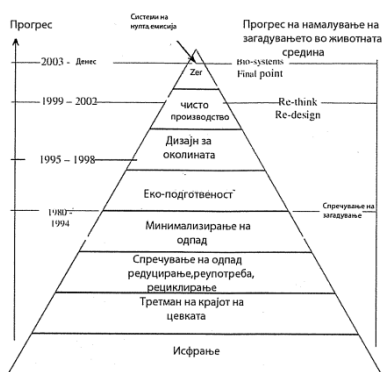 Прогрес
Системи на
нулта емисија
Прогрес на намалување на
загадувањето во животната
средина
2003 - Денес
Zer
Bio-systems
Final point
1999 – 2002
чисто
производство
Re-think
Re-design
Дизајн за
околината
1995 – 1998
Еко-подготвеност
1980-
1994
Спречување на
загадување
Минимализирање на
одпад
Спречување на одпад
редуцирање,реупотреба,
рециклирање
Третман на крајот на
цевката
Исфрање